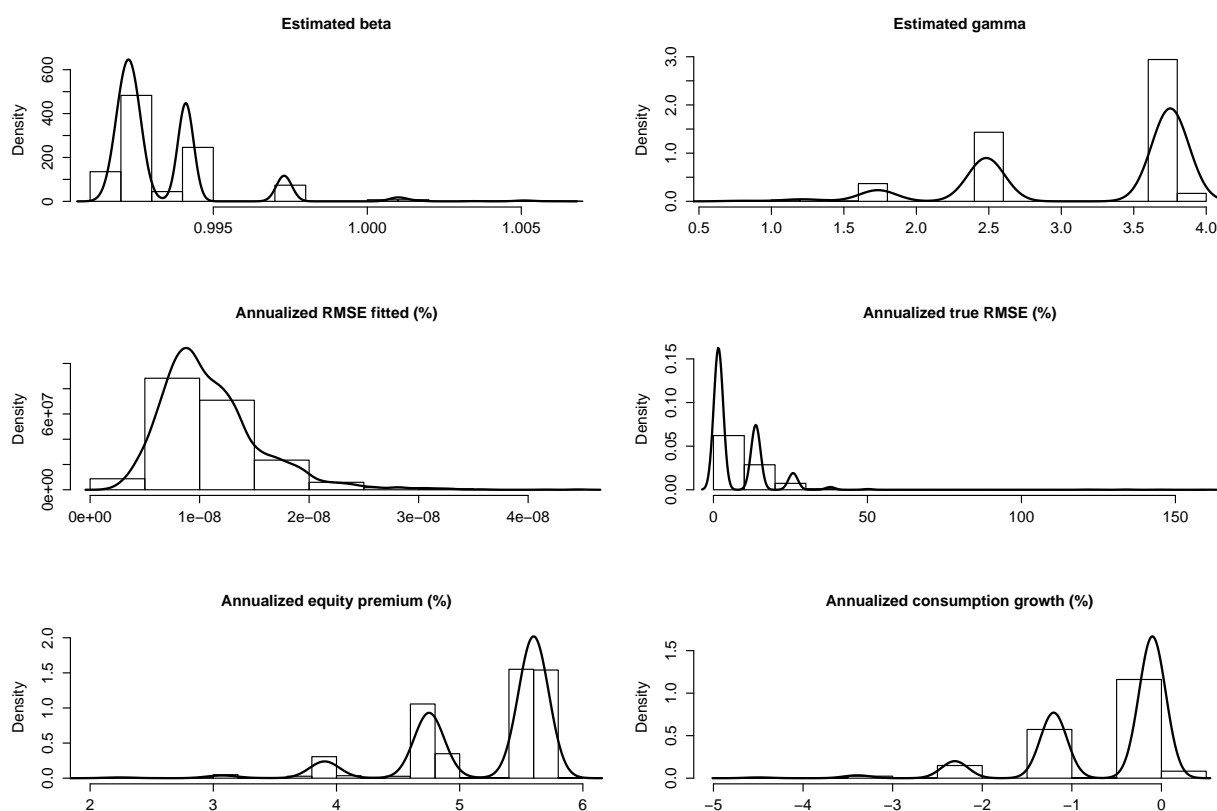 Estimated beta
Density
0
200
400
600
0.995
1.000
1.005
Estimated gamma
Density
0.0
1.0
2.0
3.0
0.5
1.0
1.5
2.0
2.5
3.0
3.5
4.0
Annualized RMSE fitted (%)
Density
0e+00
6e+07
0e+00
1e−08
2e−08
3e−08
4e−08
Annualized true RMSE (%)
Density
0.00
0.05
0.10
0.15
0
50
100
150
Annualized equity premium (%)
Density
0.0
0.5
1.0
1.5
2.0
2
3
4
5
6
Annualized consumption growth (%)
Density
0.0
0.5
1.0
1.5
−5
−4
−3
−2
−1
0